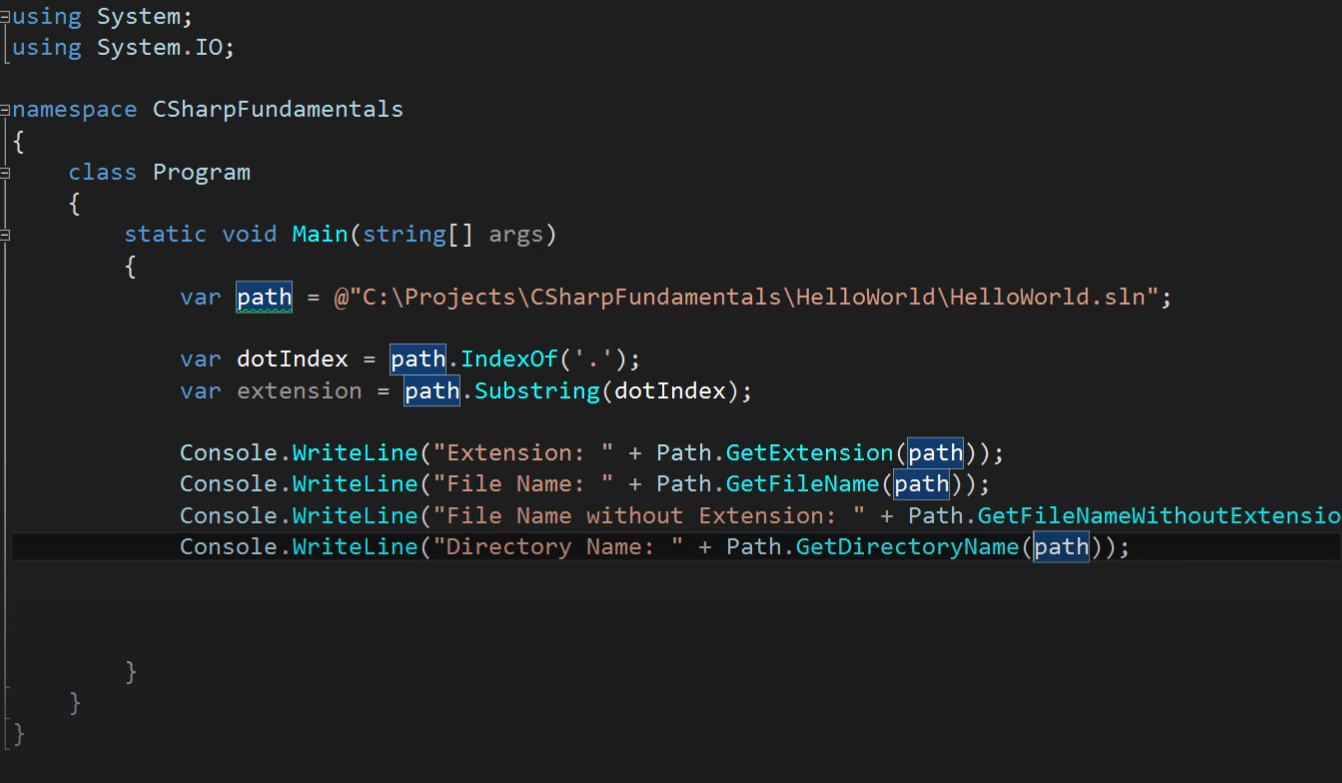 using System;
using System.IO;
namespace CSharpFundamentals
{
class Program
{
static void Main(string[] args)
{
var path = @"C:\Projects\CSharpFundamentals\HelloWorld\HelloWorld.sln";
var dotIndex = path.IndexOf('.');
var extension = path.Substring(dotIndex);
Console.WriteLine("Extension: " + Path.GetExtension(path));
Console.WriteLine("File Name: " + Path.GetFileName(path));
Console.WriteLine("File Name without Extension: " + Path.GetFileNameWithoutExtensio
Console.WriteLine("Directory Name: " + Path.GetDirectoryName(path));
}
}
}